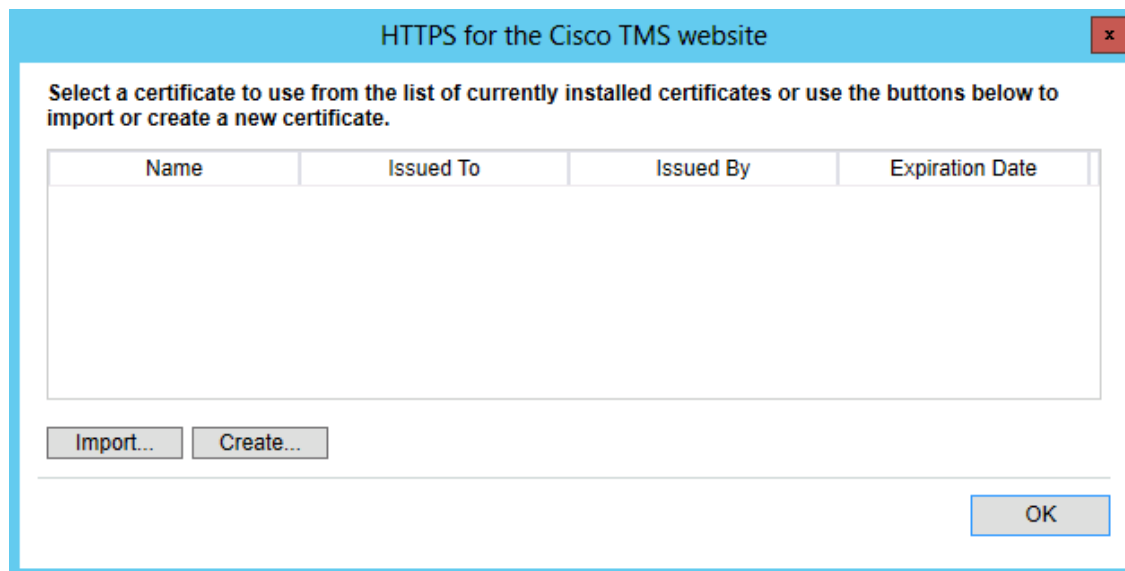 HTTPS for the Cisco TMS website
x
Select a certificate to use from the list of currently installed certificates or use the buttons below to
import or create a new certificate.
Name Issued To Issued By Expiration Date
Import... Create...
OK